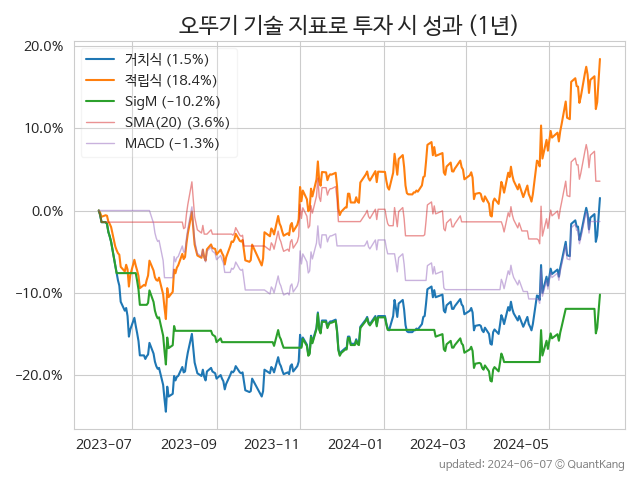 오뚜기 기술 지표로 투자 시 성과 (1년)
20.0%
10.0%
0.0%
−10.0%
−20.0%
거치식 (1.5%)
적립식 (18.4%)
SigM (−10.2%)
SMA(20) (3.6%)
MACD (−1.3%)
2023-07
2023-09
2023-11
2024-01
2024-03
2024-05
updated: 2024-06-07 © QuantKang